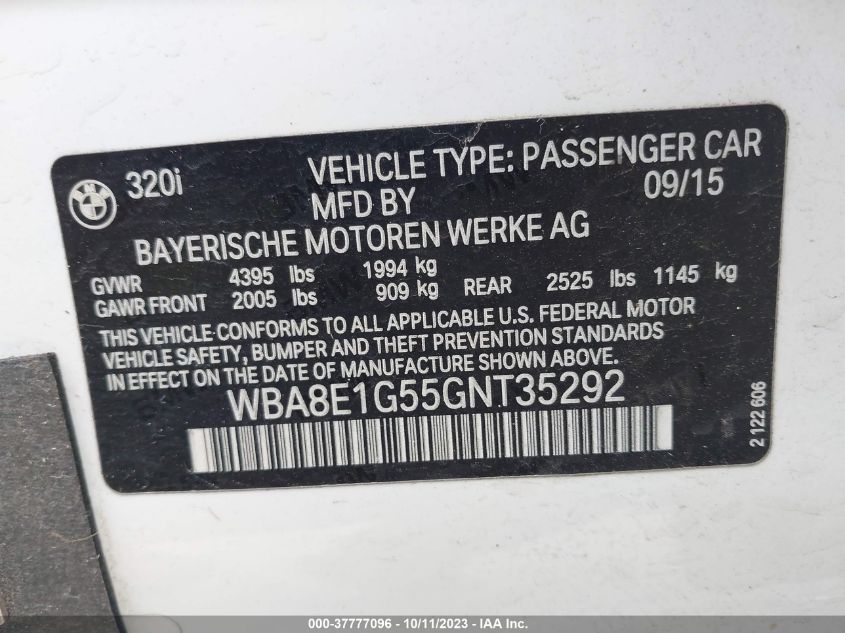 320i VEHICLE TYPE: PASSENGER CAR
MFD BY 09/15
BAYERISCHE MOTOREN WERKE AG
GVWR 4395 lbs 1994 kg
GAWR FRONT 2005 lbs 909 kg REAR 2525 lbs 1145 kg
THIS VEHICLE CONFORMS TO ALL APPLICABLE U.S. FEDERAL MOTOR
VEHICLE SAFETY, BUMPER AND THEFT PREVENTION STANDARDS
IN EFFECT ON THE DATE OF MANUFACTURE SHOWN ABOVE.
WBA8E1G55GNT35292
2 122 606
000-37777096 - 10/11/2023 - IAA Inc.